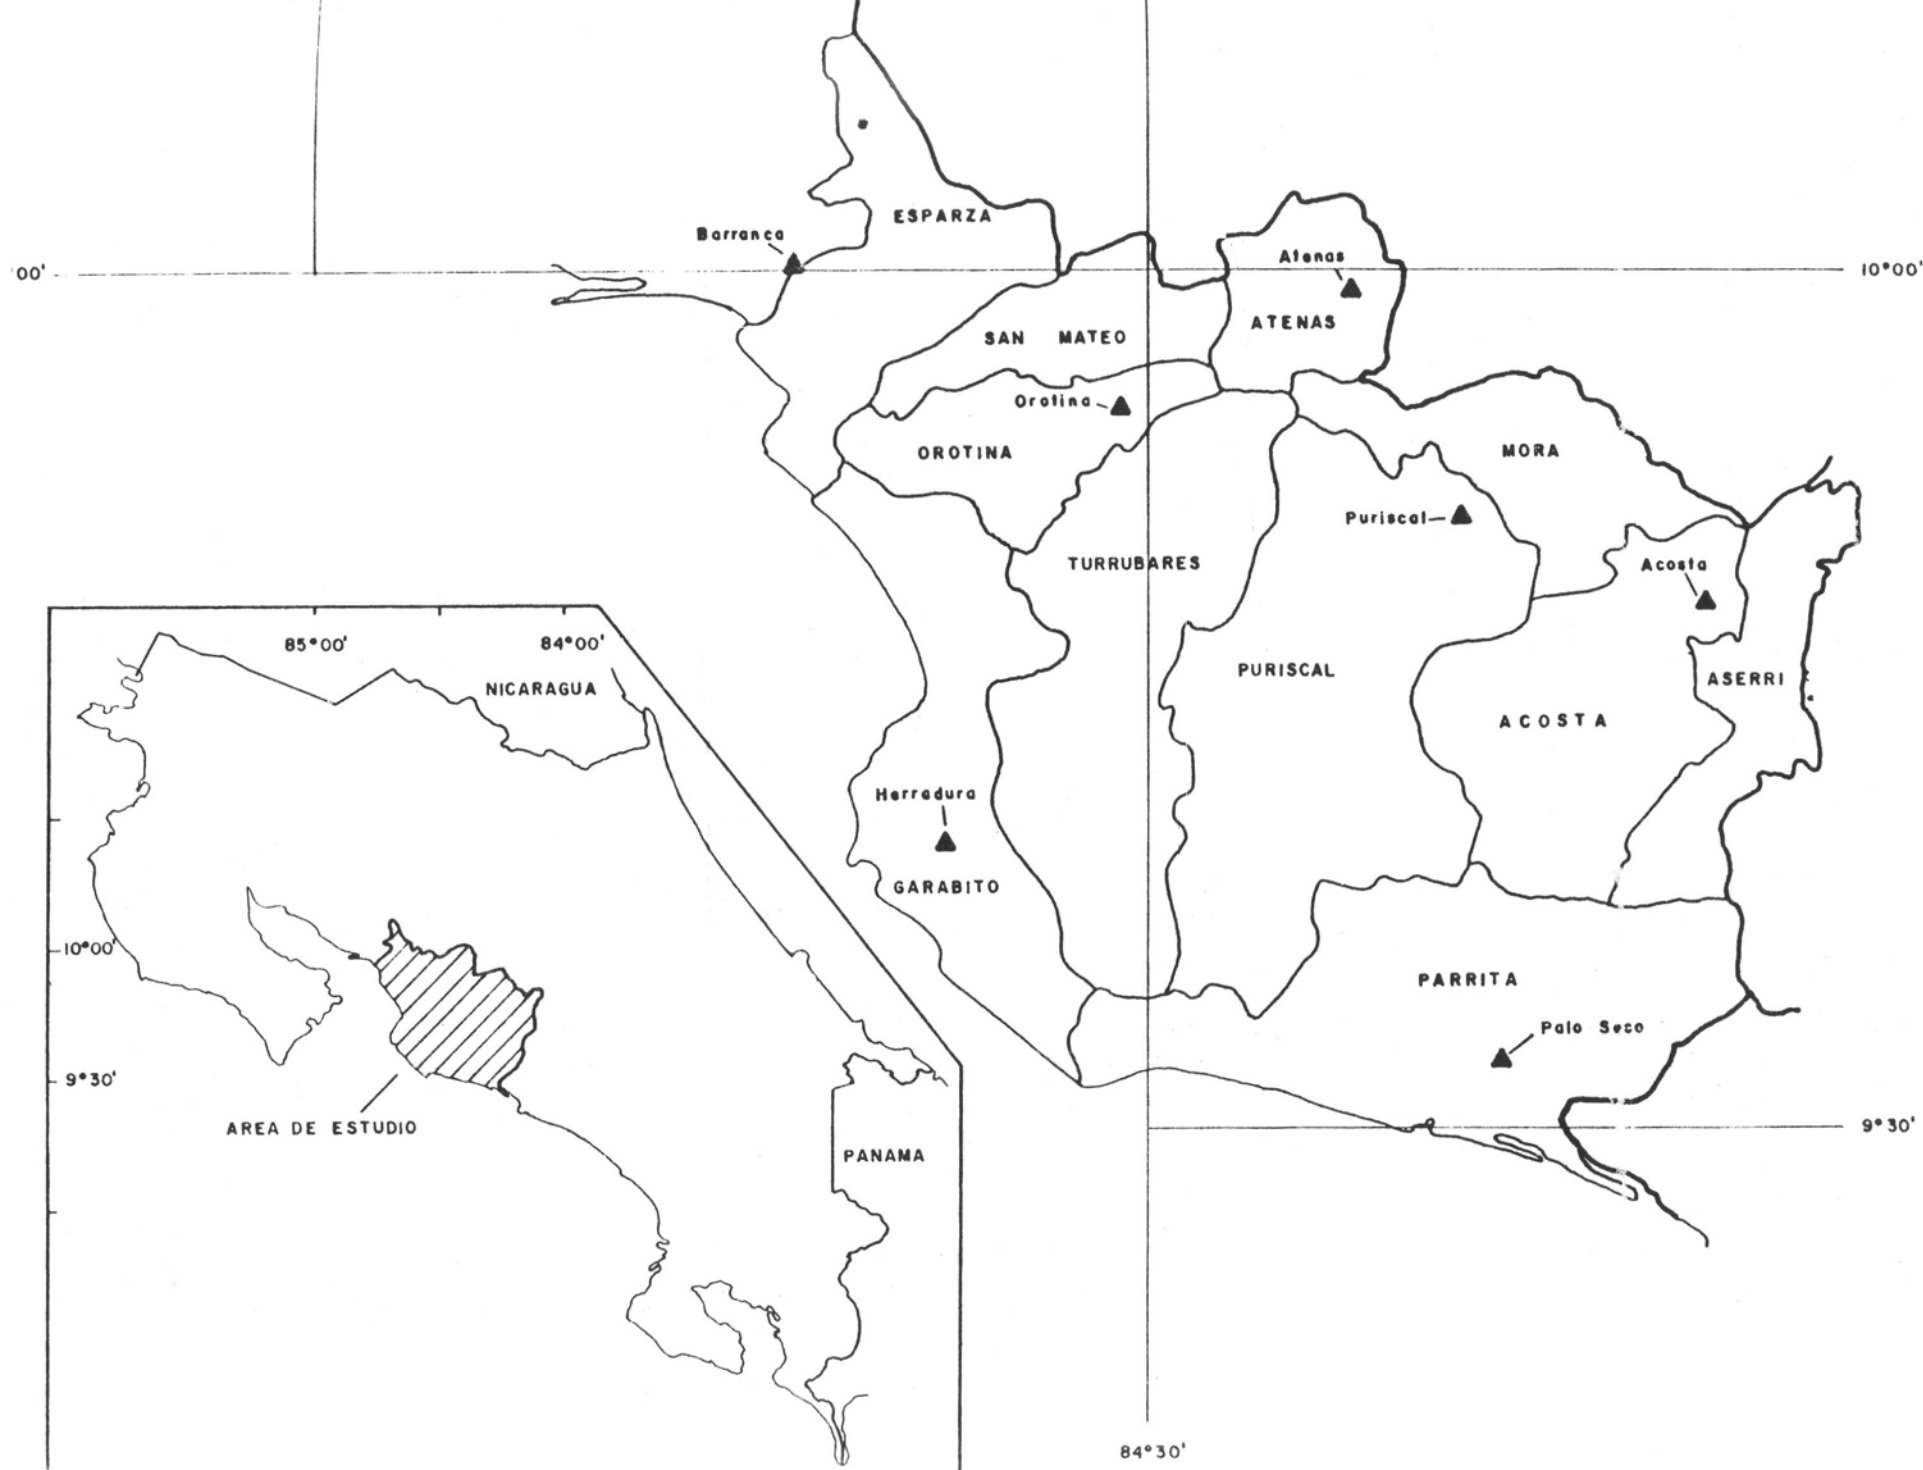 ESPARZA
Barranca
Atenas
00'
10°00'
ATENAS
SAN MATEO
Orotina
OROTINA
MORA
Puriscal
TURRUBARES
Acosta
85°00'
84°00'
PURISCAL
ASERRI
NICARAGUA
ACOSTA
Herradura
GARABITO
10°00'
PARRITA
Palo Seco
9°30'
AREA DE ESTUDIO
9°30'
PANAMA
84°30'